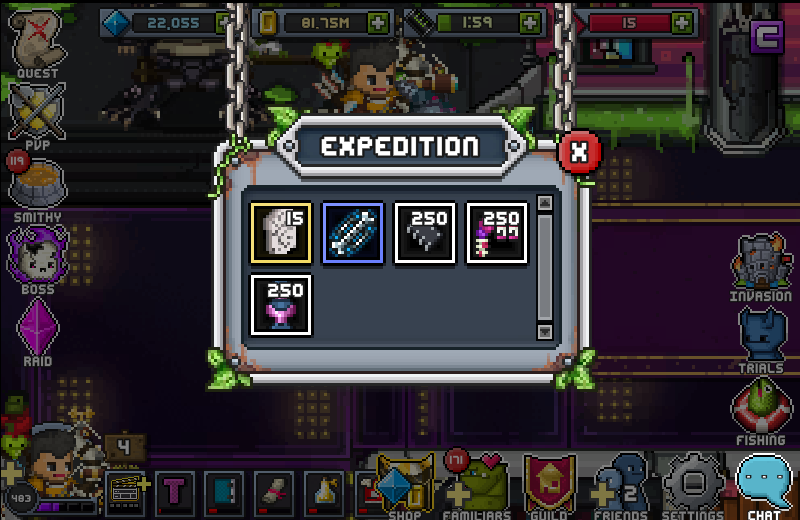 22,055
81.75M
1:59
15
C
QUEST
PVP
119
SMITHY
BOSS
RAID
EXPEDITION
X
15
250
250
250
INVASION
TRIALS
FISHING
4
483
T
171
2
SHOP
FAMILIARS
GUILD
FRIENDS
SETTINGS
CHAT